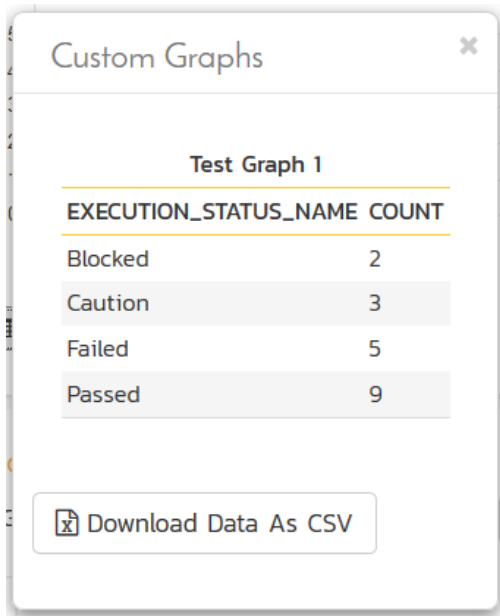 Custom Graphs
Test Graph 1
EXECUTION_STATUS_NAME COUNT
Blocked 2
Caution 3
Failed 5
Passed 9
Download Data As CSV